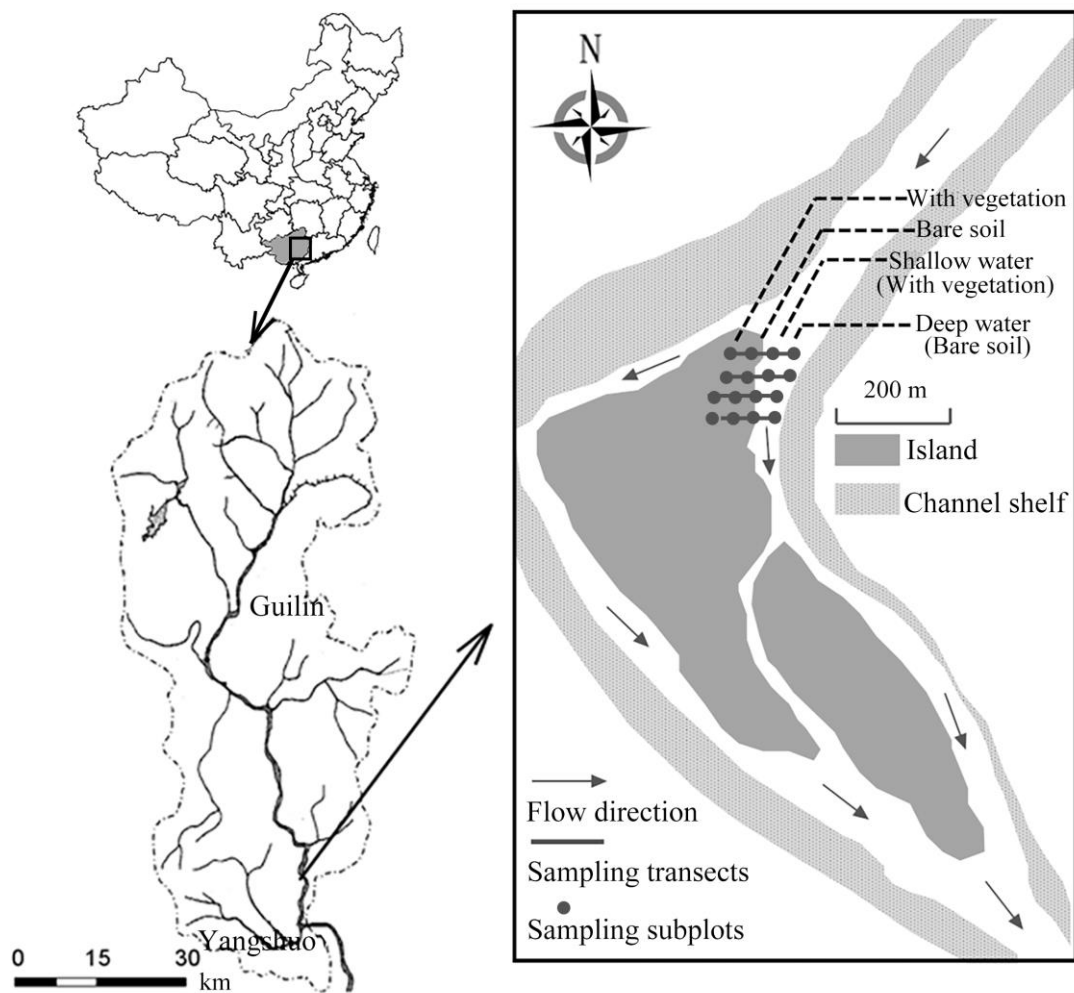 Guilin
Yangshuo
0 15 30
km
N
With vegetation
Bare soil
Shallow water
(With vegetation)
Deep water
(Bare soil)
200 m
Island
Channel shelf
Flow direction
Sampling transects
Sampling subplots